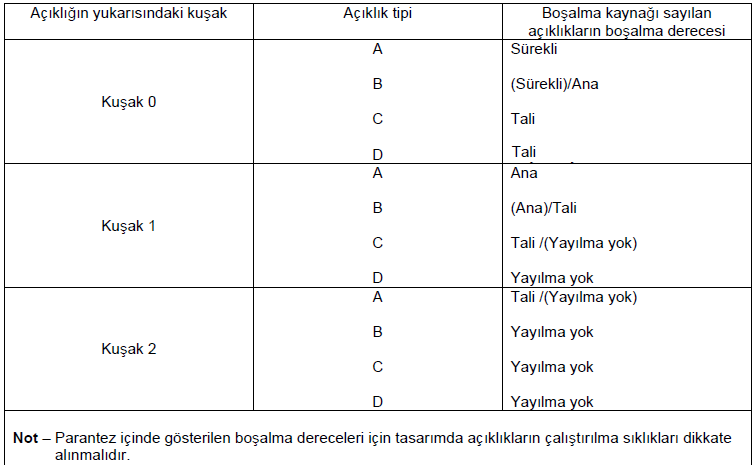 Açıklığın yukarısındaki kuşak Açıklık tipi Boşalma kaynağı sayılan
açıklıkların boşalma derecesi
Kuşak 0
A Sürekli
B (Sürekli)/Ana
C Tali
D Tali
Kuşak 1
A Ana
B (Ana)/Tali
C Tali /(Yayılma yok)
D Yayılma yok
Kuşak 2
A Tali /(Yayılma yok)
B Yayılma yok
C Yayılma yok
D Yayılma yok
Not – Parantez içinde gösterilen boşalma dereceleri için tasarımda açıklıkların çalıştırılma sıklıkları dikkate
alınmalıdır.